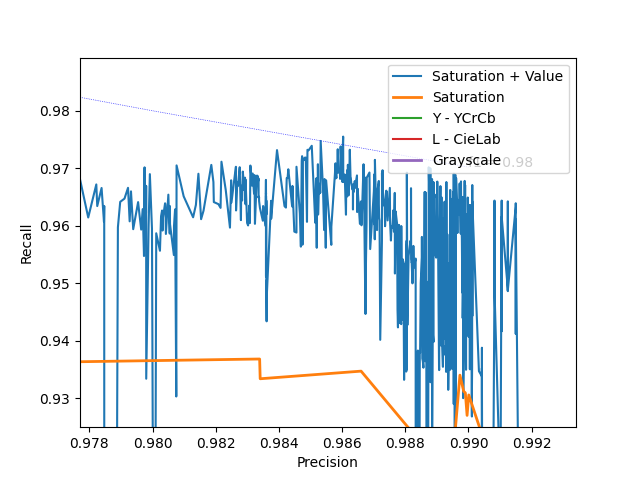 Saturation + Value
Saturation
Y - YCrCb
L - CieLab
Grayscale
0.98
0.98
0.97
0.96
0.95
0.94
0.93
Recall
0.978 0.980 0.982 0.984 0.986 0.988 0.990 0.992
Precision